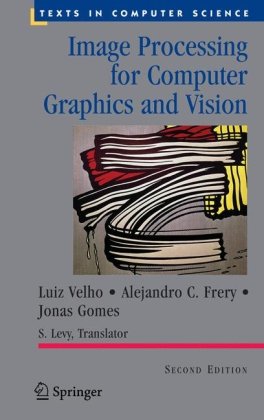 TEXTS IN COMPUTER SCIENCE
Image Processing
for Computer
Graphics and Vision
Luiz Velho • Alejandro C. Frery •
Jonas Gomes
S. Levy, Translator
SECOND EDITION
Springer